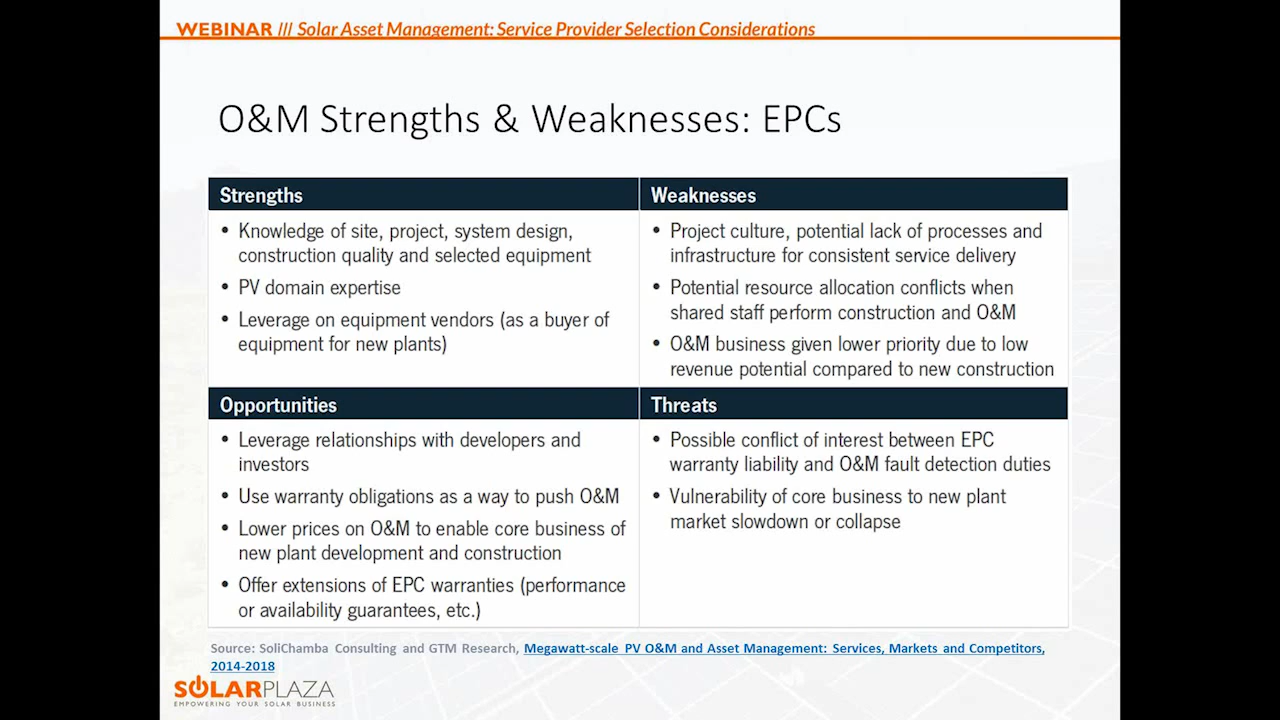 WEBINAR /// Solar Asset Management: Service Provider Selection Considerations
O&M Strengths & Weaknesses: EPCs
Strengths
• Knowledge of site, project, system design,
construction quality and selected equipment
• PV domain expertise
• Leverage on equipment vendors (as a buyer of
equipment for new plants)
Weaknesses
• Project culture, potential lack of processes and
infrastructure for consistent service delivery
• Potential resource allocation conflicts when
shared staff perform construction and O&M
• O&M business given lower priority due to low
revenue potential compared to new construction
Opportunities
• Leverage relationships with developers and
investors
• Use warranty obligations as a way to push O&M
• Lower prices on O&M to enable core business of
new plant development and construction
• Offer extensions of EPC warranties (performance
or availability guarantees, etc.)
Threats
• Possible conflict of interest between EPC
warranty liability and O&M fault detection duties
• Vulnerability of core business to new plant
market slowdown or collapse
Source: SoliChamba Consulting and GTM Research, Megawatt-scale PV O&M and Asset Management: Services, Markets and Competitors,
2014-2018
SOLARPLAZA
EMPOWERING YOUR SOLAR BUSINESS